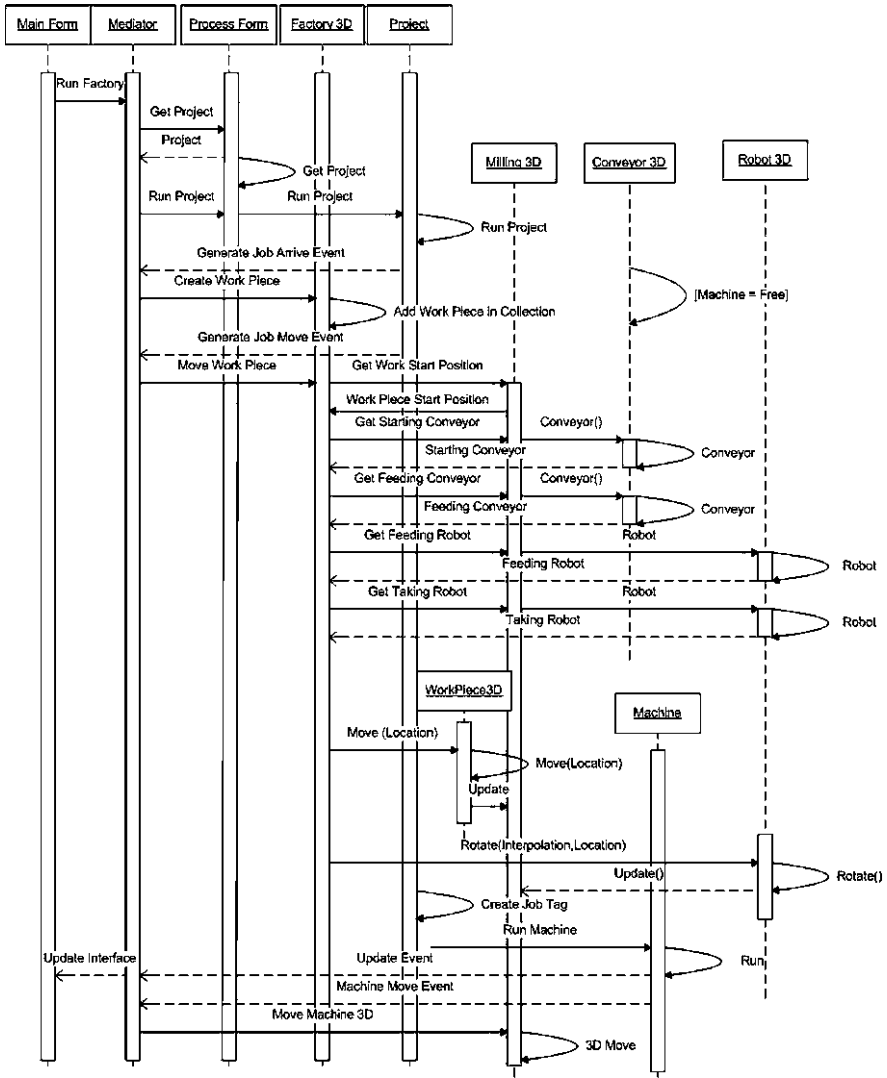 Main Form Mediator Process Form Factory 3D Project
Run Factory
Get Project
Project
Get Project
Milling 3D Conveyor 3D Robot 3D
Run Project Run Project
Run Project
Generate Job Arrive Event
Create Work Piece
[Machine = Free]
Add Work Piece in Collection
Generate Job Move Event
Move Work Piece Get Work Start Position
Work Piece Start Position
Get Starting Conveyor Conveyor()
Starting Conveyor Conveyor
Get Feeding Conveyor Conveyor()
Feeding Conveyor Conveyor
Get Feeding Robot Robot
Feeding Robot Robot
Get Taking Robot Robot
Taking Robot Robot
WorkPiece3D
Machine
Move (Location)
Move(Location)
Update
Rotate(Interpolation,Location)
Update() Rotate()
Create Job Tag
Run Machine
Update Interface Update Event Run
Machine Move Event
Move Machine 3D
3D Move